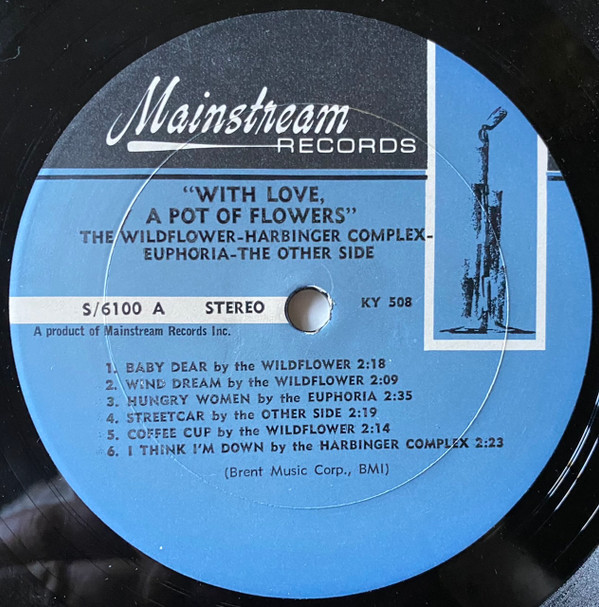 Mainstream
RECORDS
"WITH LOVE,
A POT OF FLOWERS"
THE WILDFLOWER-HARBINGER COMPLEX-
EUPHORIA-THE OTHER SIDE
S/6100 A STEREO KY 508
A product of Mainstream Records Inc.
1. BABY DEAR by the WILDFLOWER 2:18
2. WIND DREAM by the WILDFLOWER 2:09
3. HUNGRY WOMEN by the EUPHORIA 2:35
4. STREETCAR by the OTHER SIDE 2:19
5. COFFEE CUP by the WILDFLOWER 2:14
6. I THINK I'M DOWN by the HARBINGER COMPLEX 2:23
(Brent Music Corp., BMI)